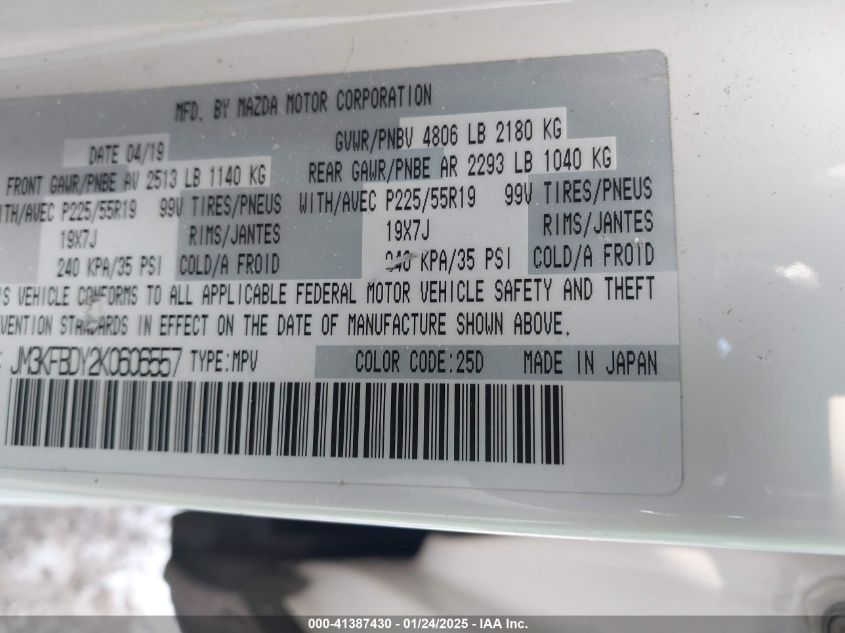 MFD. BY MAZDA MOTOR CORPORATION
DATE 04/19 GVWR/PNBV 4806 LB 2180 KG
FRONT GAWR/PNBE AV 2513 LB 1140 KG REAR GAWR/PNBE AR 2293 LB 1040 KG
WITH/AVEC P225/55R19 99V TIRES/PNEUS WITH/AVEC P225/55R19 99V TIRES/PNEUS
19X7J RIMS/JANTES 19X7J RIMS/JANTES
240 KPA/35 PSI COLD/A FROID 240 KPA/35 PSI COLD/A FROID
VEHICLE CONFORMS TO ALL APPLICABLE FEDERAL MOTOR VEHICLE SAFETY AND THEFT
VENTION STANDARDS IN EFFECT ON THE DATE OF MANUFACTURE SHOWN ABOVE.
JM3KFBDY2K0605557 TYPE:MPV COLOR CODE:25D MADE IN JAPAN
000-41387430 — 01/24/2025 — IAA Inc.